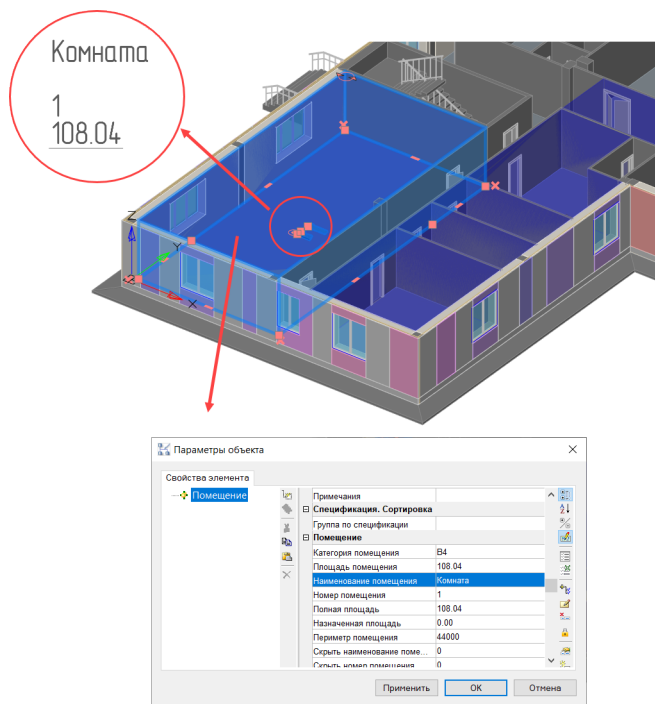 Комната
1
108.04
Z
Y
X
Параметры объекта
Свойства элемента
Помещение
Примечания
Спецификация. Сортировка
Группа по спецификации
Помещение
Категория помещения В4
Площадь помещения 108.04
Наименование помещения Комната
Номер помещения 1
Полная площадь 108.04
Назначенная площадь 0.00
Периметр помещения 44000
Скрыть наименование поме... 0
Скрыть номер помещения 0
Применить ОК Отмена